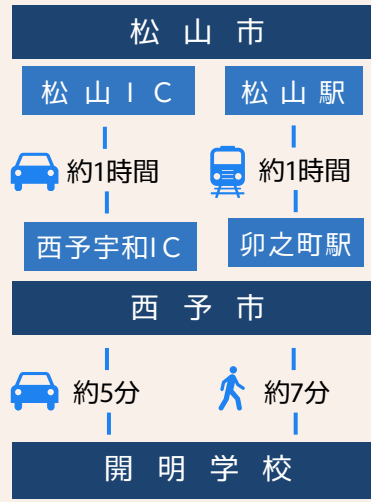 松山市
松山IC 松山駅
約1時間 約1時間
西予宇和IC 卯之町駅
西予市
約5分 約7分
開明学校